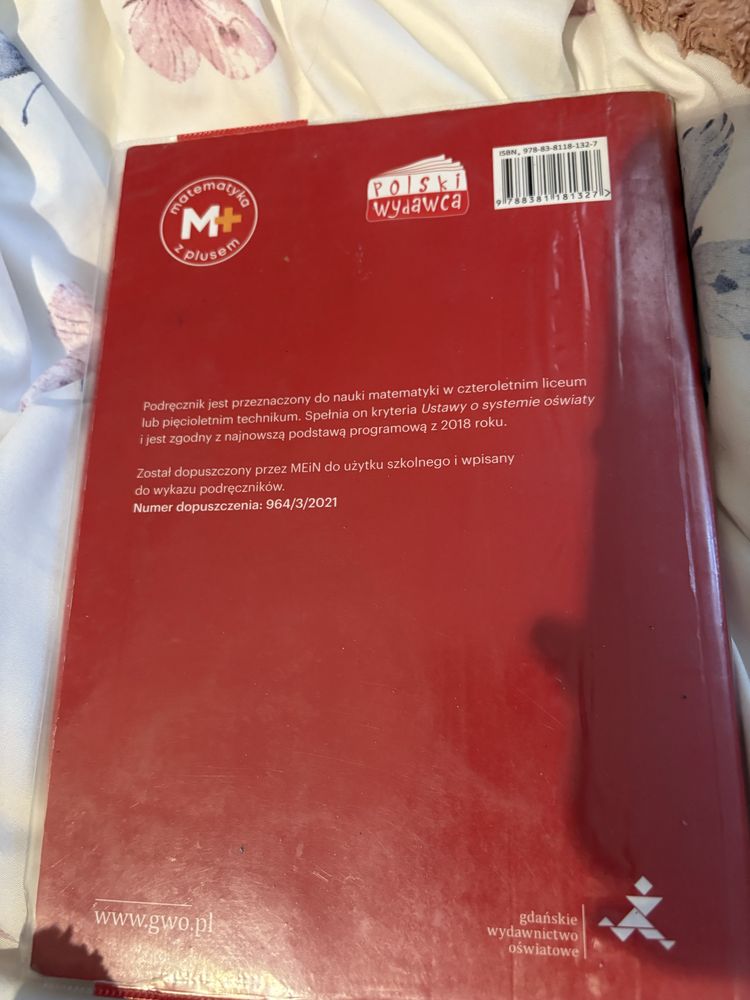 ISBN 978-83-8118-132-7
9 788381 181327 >
POLSKI
WYDAWCA
matematyka
M+
z plusem
Podręcznik jest przeznaczony do nauki matematyki w czteroletnim liceum
lub pięcioletnim technikum. Spełnia on kryteria Ustawy o systemie oświaty
i jest zgodny z najnowszą podstawą programową z 2018 roku.
Został dopuszczony przez MEiN do użytku szkolnego i wpisany
do wykazu podręczników.
Numer dopuszczenia: 964/3/2021
www.gwo.pl
gdańskie
wydawnictwo
oświatowe